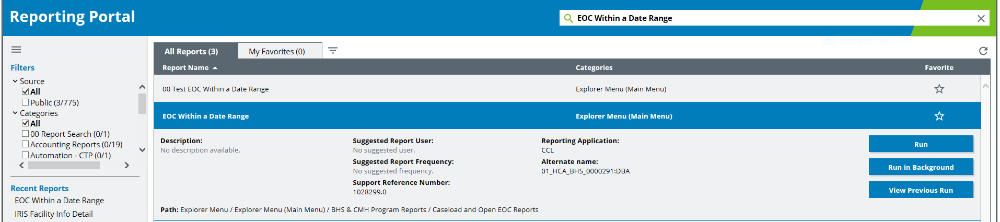 Reporting Portal
EOC Within a Date Range
All Reports (3)
My Favorites (0)
Report Name
Categories
Favorite
Filters
Source
All
Public (3/775)
Categories
All
00 Report Search (0/1)
Accounting Reports (0/19)
Automation - CTP (0/1)
Recent Reports
EOC Within a Date Range
IRIS Facility Info Detail
00 Test EOC Within a Date Range
Explorer Menu (Main Menu)
EOC Within a Date Range
Explorer Menu (Main Menu)
Description:
No description available.
Suggested Report User:
No suggested user.
Suggested Report Frequency:
No suggested frequency.
Support Reference Number:
1028299.0
Reporting Application:
CCL
Alternate name:
01_HCA_BHS_0000291:DBA
Run
Run in Background
View Previous Run
Path: Explorer Menu / Explorer Menu (Main Menu) / BHS & CMH Program Reports / Caseload and Open EOC Reports